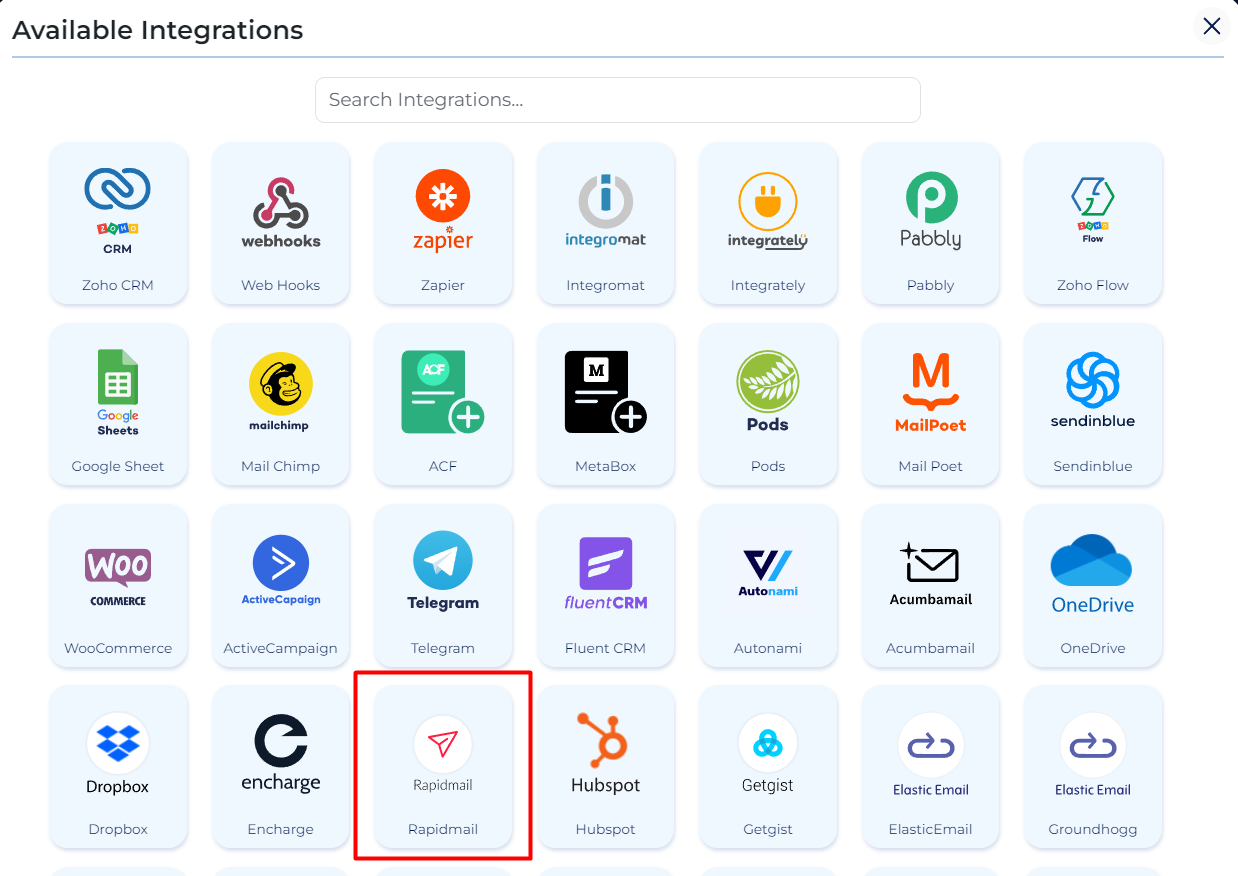 Available Integrations
Search Integrations...
ZOHO
CRM
Zoho CRM
webhooks
Web Hooks
zapier
Zapier
integromat
Integromat
integrately
Integrately
Pabbly
Pabbly
ZOHO
Flow
Zoho Flow
Google
Sheets
Google Sheet
mailchimp
Mail Chimp
ACF
ACF
M
MetaBox
Pods
Pods
M
MailPoet
Mail Poet
sendinblue
Sendinblue
WOO
COMMERCE
WooCommerce
ActiveCapaign
ActiveCampaign
Telegram
Telegram
fluentCRM
Fluent CRM
Autonami
Autonami
Acumbamail
Acumbamail
OneDrive
OneDrive
Dropbox
Dropbox
encharge
Encharge
Rapidmail
Rapidmail
Hubspot
Hubspot
Getgist
Getgist
Elastic Email
ElasticEmail
Elastic Email
Groundhogg